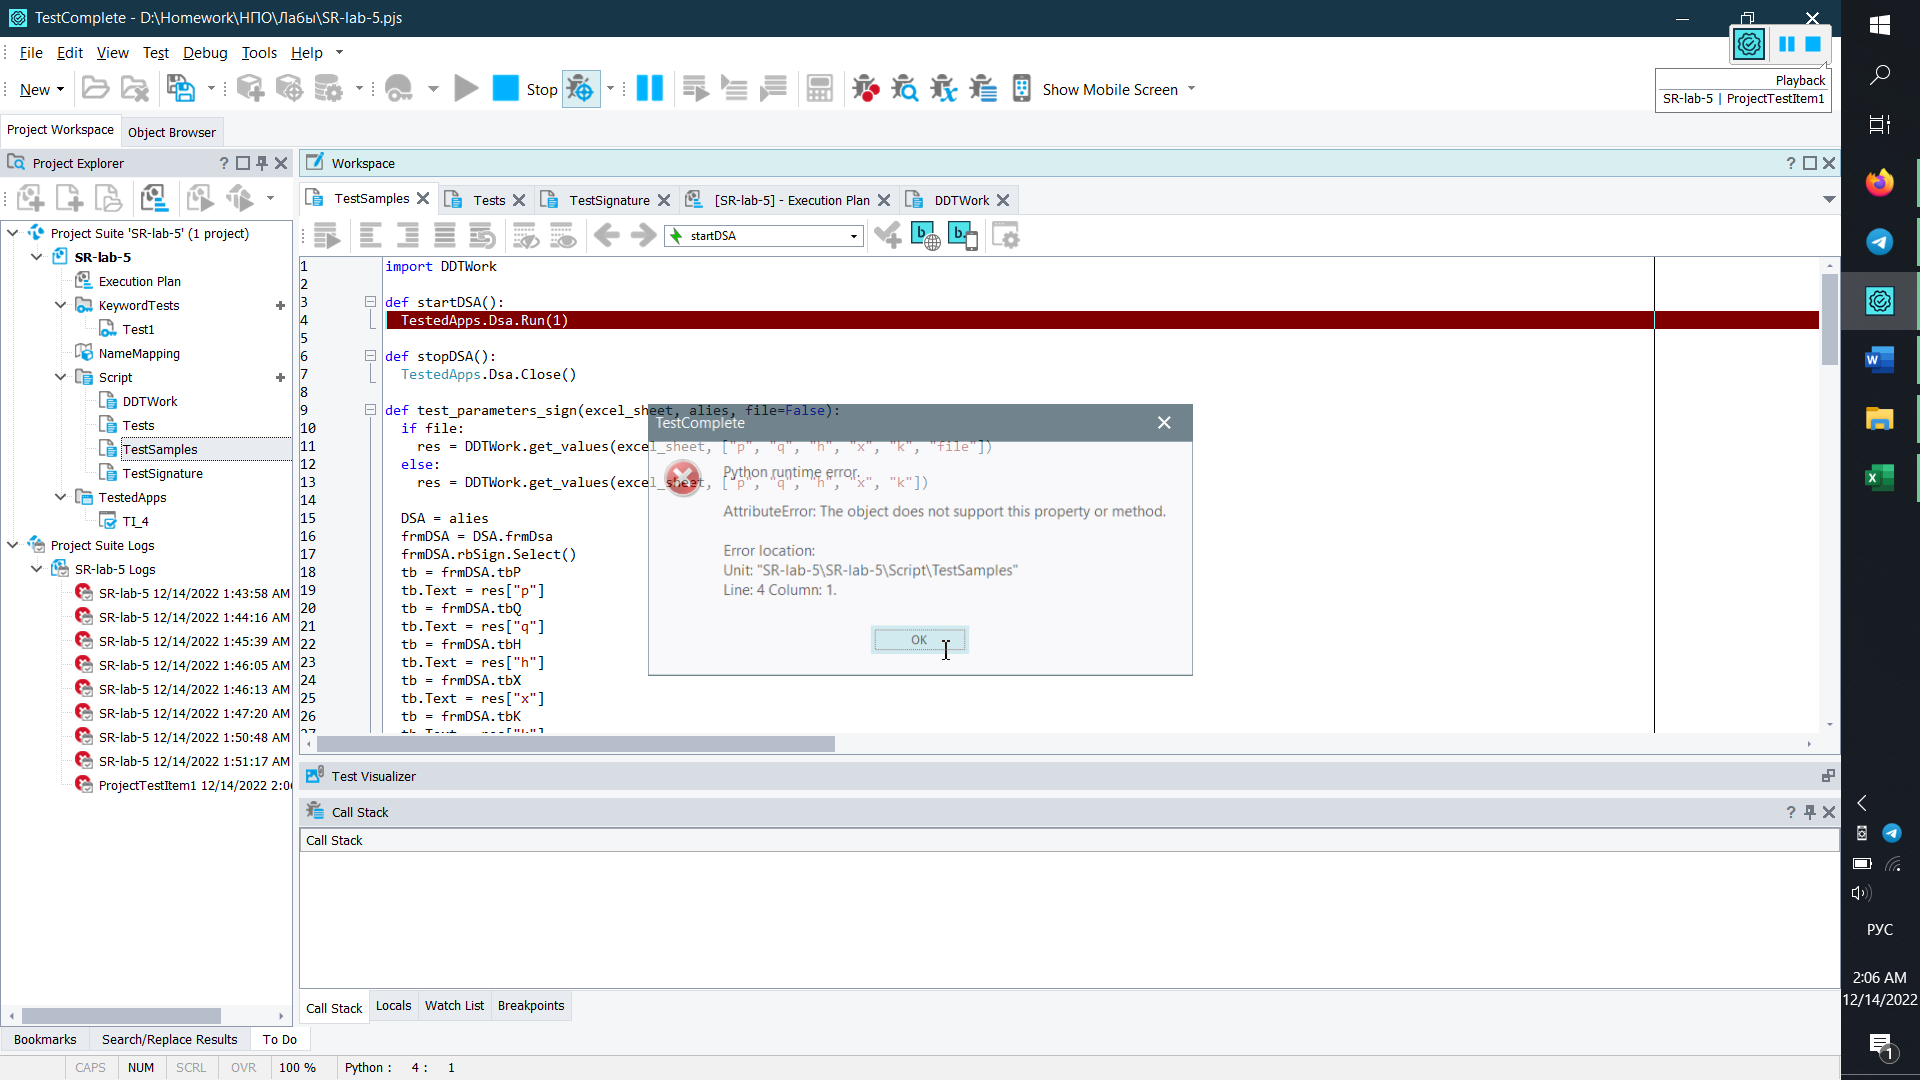 TestComplete - D:\Homework\НПО\Лабы\SR-lab-5.pjs
File Edit View Test Debug Tools Help
New Stop Show Mobile Screen
Playback
SR-lab-5 | ProjectTestItem1
Project Workspace Object Browser
Project Explorer
Project Suite 'SR-lab-5' (1 project)
SR-lab-5
Execution Plan
KeywordTests
Test1
NameMapping
Script
DDTWork
Tests
TestSamples
TestSignature
TestedApps
TI_4
Project Suite Logs
SR-lab-5 Logs
SR-lab-5 12/14/2022 1:43:58 AM
SR-lab-5 12/14/2022 1:44:16 AM
SR-lab-5 12/14/2022 1:45:39 AM
SR-lab-5 12/14/2022 1:46:05 AM
SR-lab-5 12/14/2022 1:46:13 AM
SR-lab-5 12/14/2022 1:47:20 AM
SR-lab-5 12/14/2022 1:50:48 AM
SR-lab-5 12/14/2022 1:51:17 AM
ProjectTestItem1 12/14/2022 2:0
Bookmarks Search/Replace Results To Do
Workspace
TestSamples Tests TestSignature [SR-lab-5] - Execution Plan DDTWork
startDSA
1 import DDTWork
2
3 def startDSA():
4 TestedApps.Dsa.Run(1)
5
6 def stopDSA():
7 TestedApps.Dsa.Close()
8
9 def test_parameters_sign(excel_sheet, alies, file=False):
10 if file:
11 res = DDTWork.get_values(excel_sheet, ["p", "q", "h", "x", "k", "file"])
12 else:
13 res = DDTWork.get_values(excel_sheet, ["p", "q", "h", "x", "k"])
14
15 DSA = alies
16 frmDSA = DSA.frmDsa
17 frmDSA.rbSign.Select()
18 tb = frmDSA.tbP
19 tb.Text = res["p"]
20 tb = frmDSA.tbQ
21 tb.Text = res["q"]
22 tb = frmDSA.tbH
23 tb.Text = res["h"]
24 tb = frmDSA.tbX
25 tb.Text = res["x"]
26 tb = frmDSA.tbK
27 tb.Text = res["k"]
TestComplete
Python runtime error.
AttributeError: The object does not support this property or method.
Error location:
Unit: "SR-lab-5\SR-lab-5\Script\TestSamples"
Line: 4 Column: 1.
OK
Test Visualizer
Call Stack
Call Stack
Call Stack Locals Watch List Breakpoints
CAPS NUM SCRL OVR 100 % Python : 4 : 1
РУС
2:06 AM
12/14/2022
1